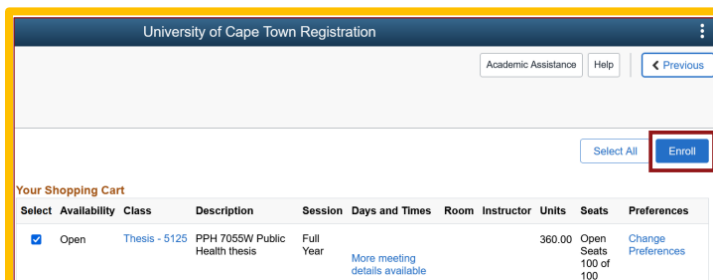 University of Cape Town Registration
Academic Assistance Help Previous
Select All Enroll
Your Shopping Cart
Select Availability Class Description Session Days and Times Room Instructor Units Seats Preferences
Open Thesis - 5125 PPH 7055W Public Full 360.00 Open Change
Health thesis Year Seats Preferences
More meeting 100 of
details available 100